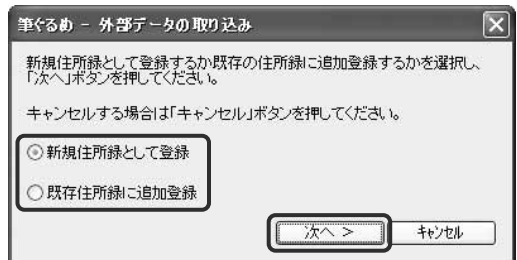 筆ぐるめ － 外部データの取り込み
新規住所録として登録するか既存の住所録に追加登録するかを選択し、
「次へ」ボタンを押してください。
キャンセルする場合は「キャンセル」ボタンを押してください。
新規住所録として登録
既存住所録に追加登録
次へ ＞
キャンセル